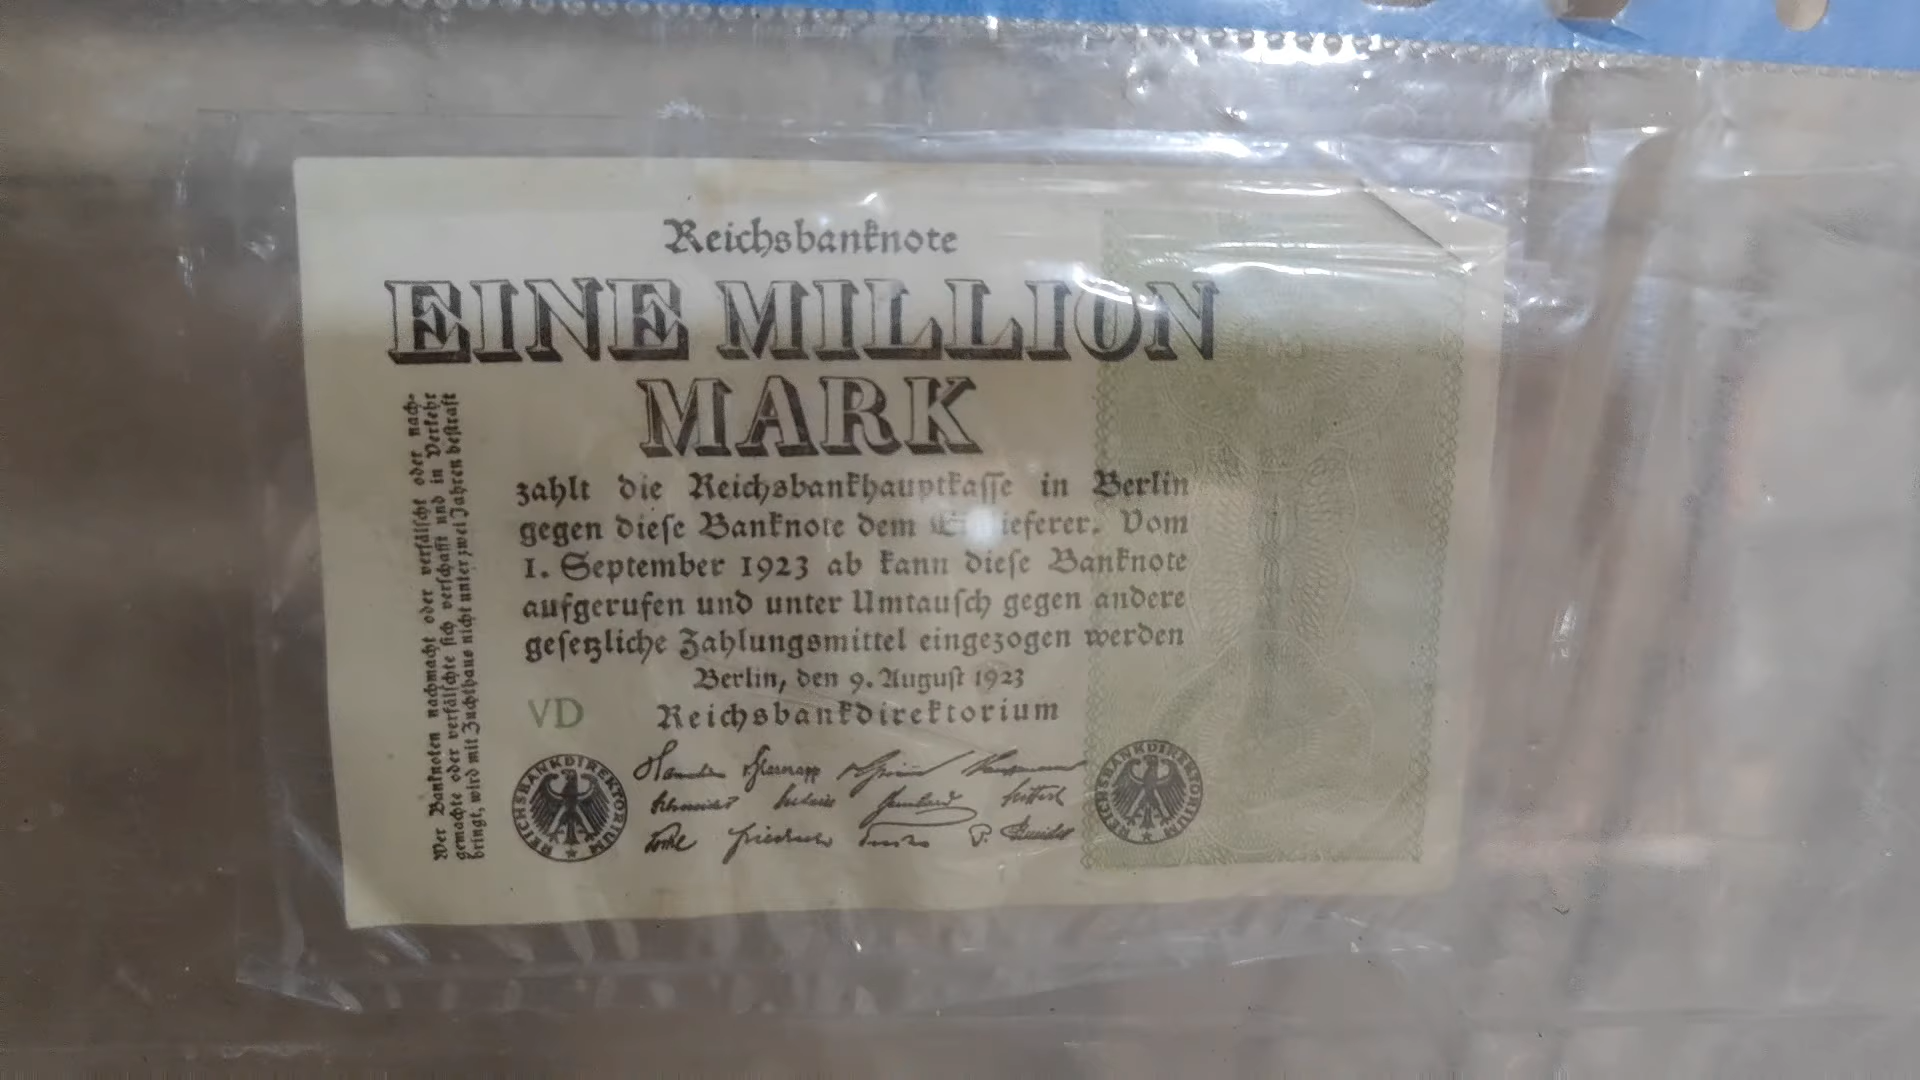 Reichsbanknote
EINE MILLION
MARK
zahlt die Reichsbankhauptkasse in Berlin
gegen diese Banknote dem Einlieferer. Vom
1. September 1923 ab kann diese Banknote
aufgerufen und unter Umtausch gegen andere
gesetzliche Zahlungsmittel eingezogen werden
Berlin, den 9. August 1923
VD
Reichsbankdirektorium
REICHSBANKDIREKTORIUM
REICHSBANKDIREKTORIUM
Wer Banknoten nachmacht oder verfälscht oder nach-
gemachte oder verfälschte sich verschafft und in Verkehr
bringt, wird mit Zuchthaus nicht unter zwei Jahren bestraft